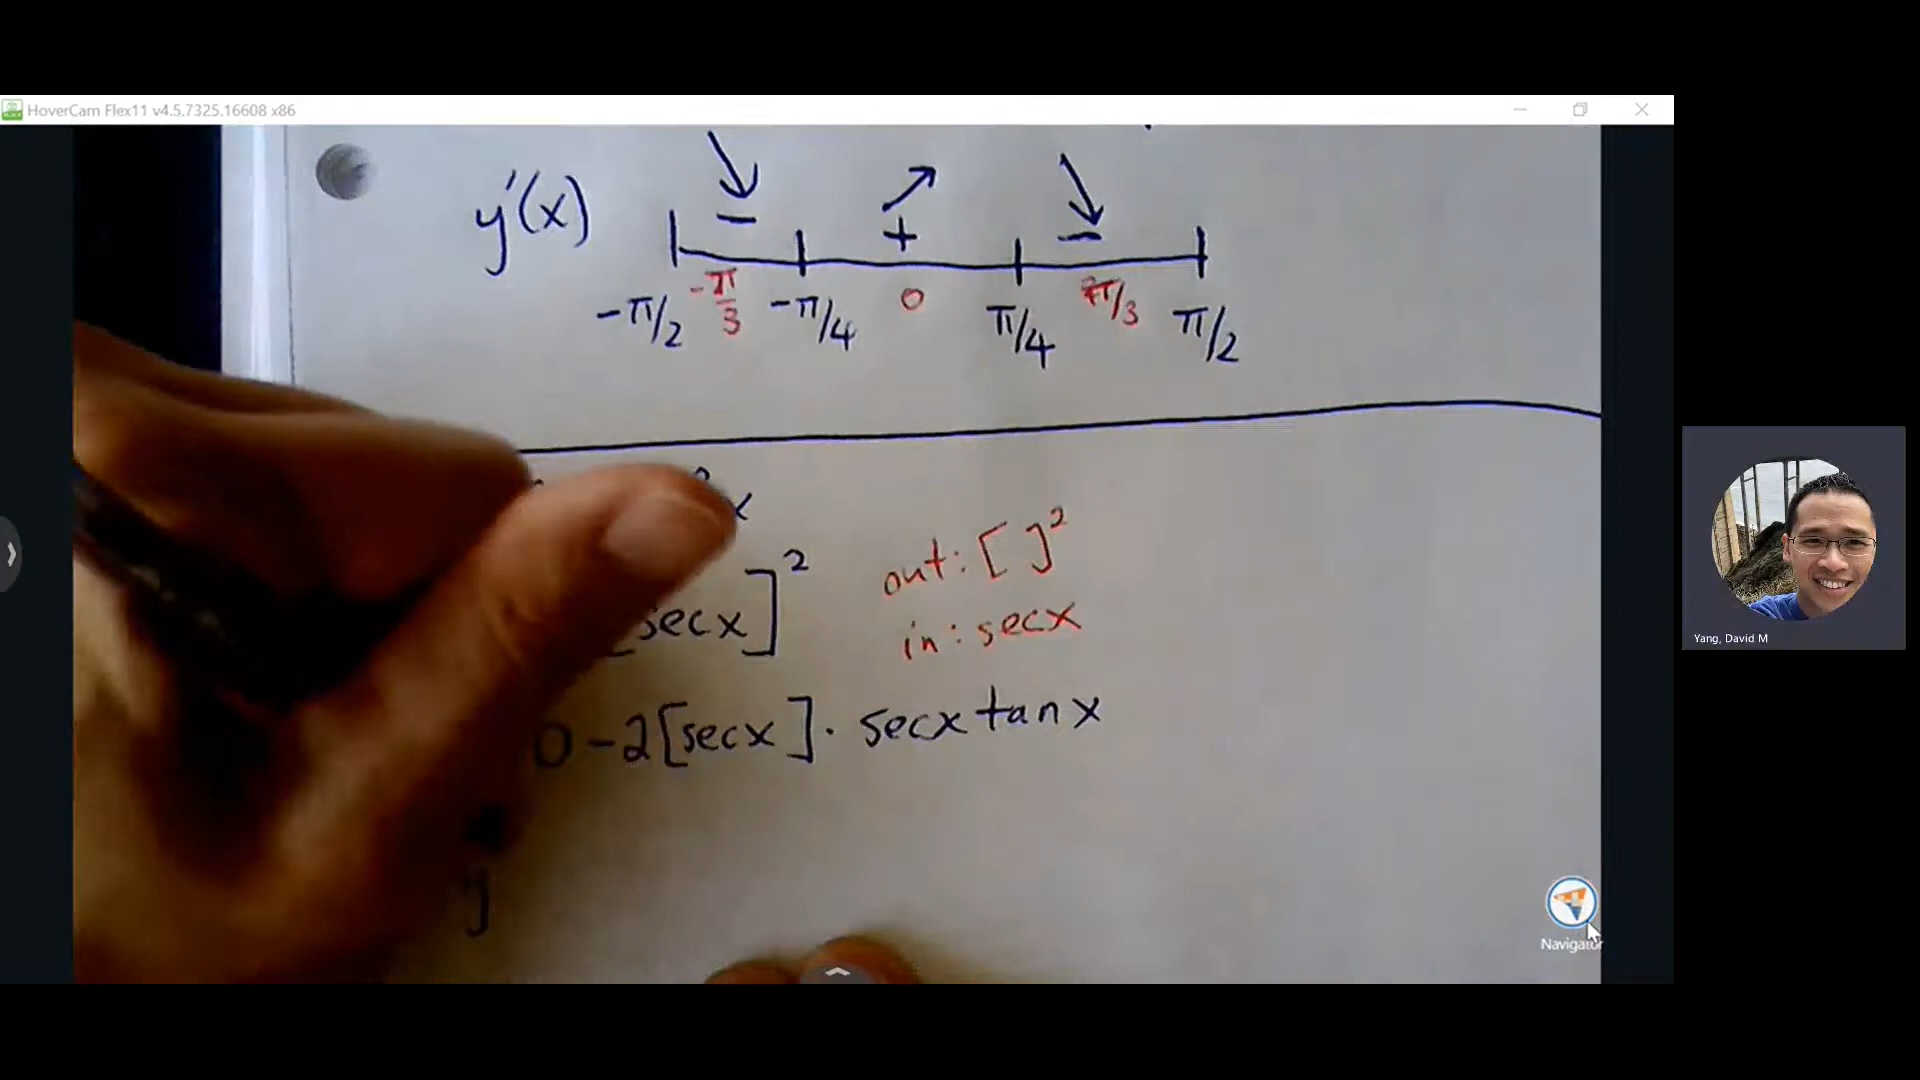 HoverCam Flex11 v4.5.7325.16608 x86
y'(x) − + −
-π/2 -π/3 -π/4 0 π/4 π/3 π/2
x
secx]² out: [ ]²
in: secx
0-2[secx]· secx tanx
y
Navigator
Yang, David M